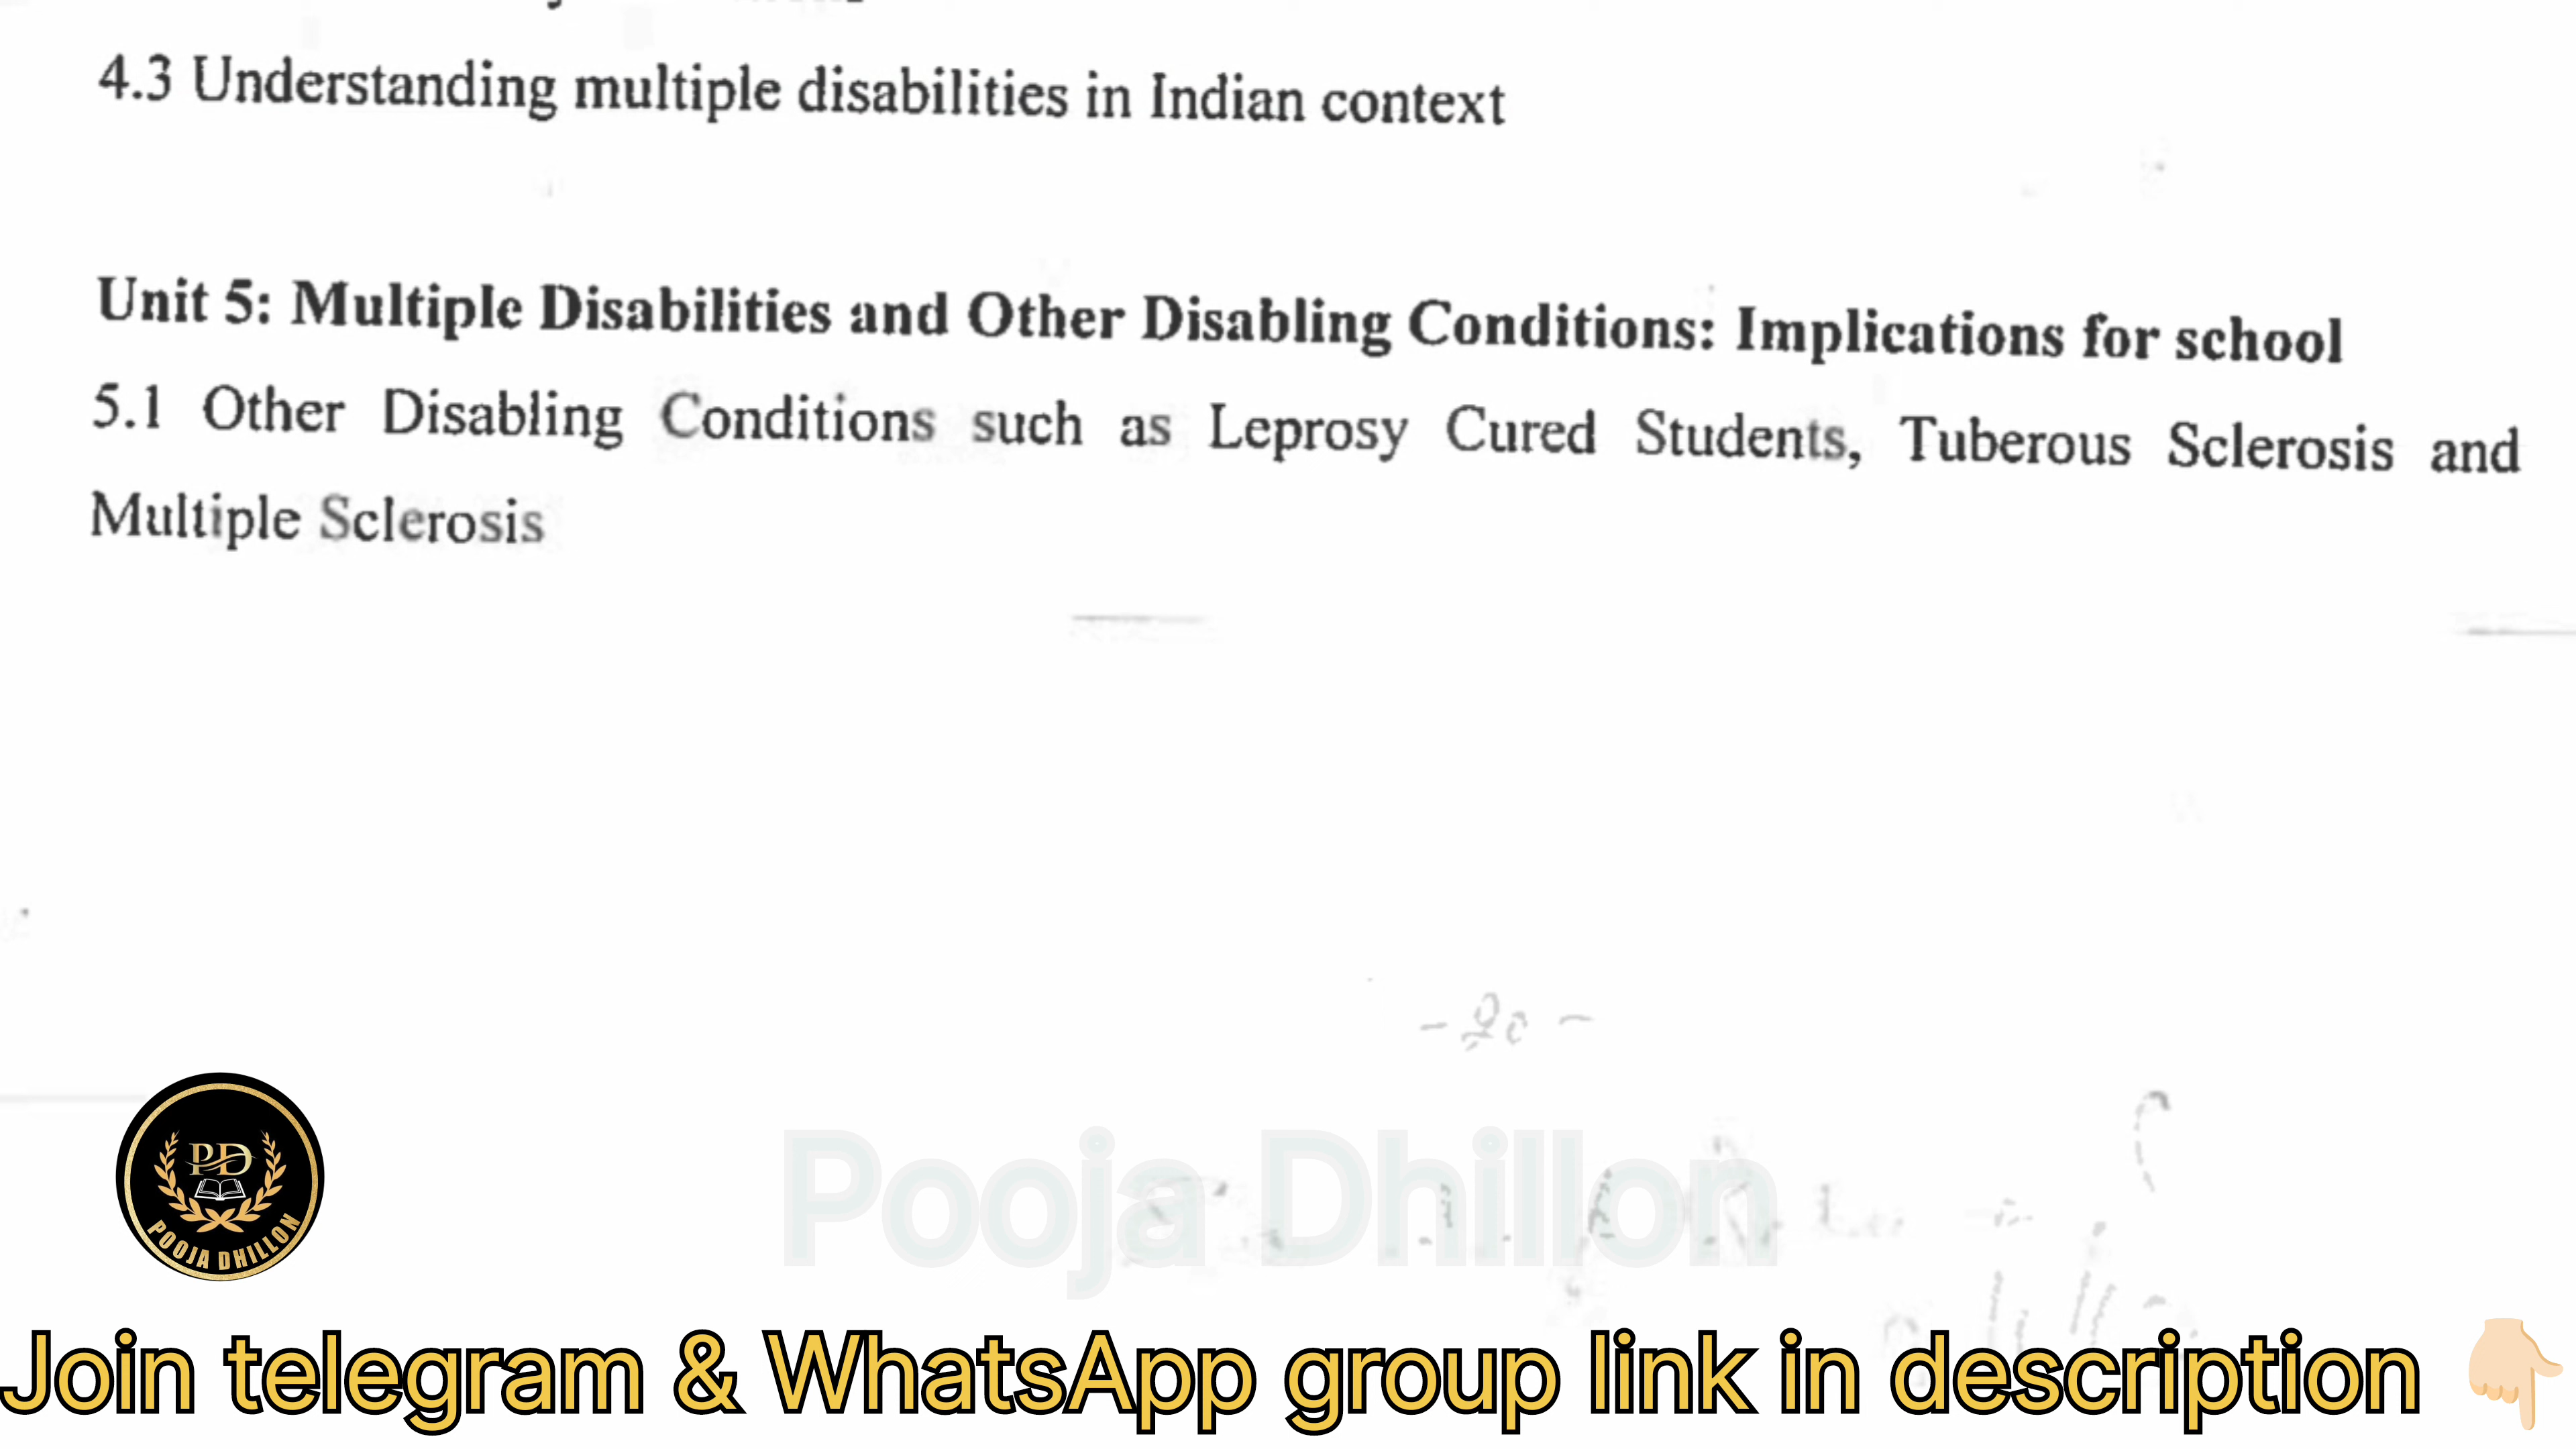 4.3 Understanding multiple disabilities in Indian context
Unit 5: Multiple Disabilities and Other Disabling Conditions: Implications for school
5.1 Other Disabling Conditions such as Leprosy Cured Students, Tuberous Sclerosis and
Multiple Sclerosis
PD
POOJA DHILLON
Pooja Dhillon
Join telegram & WhatsApp group link in description 👇🏻